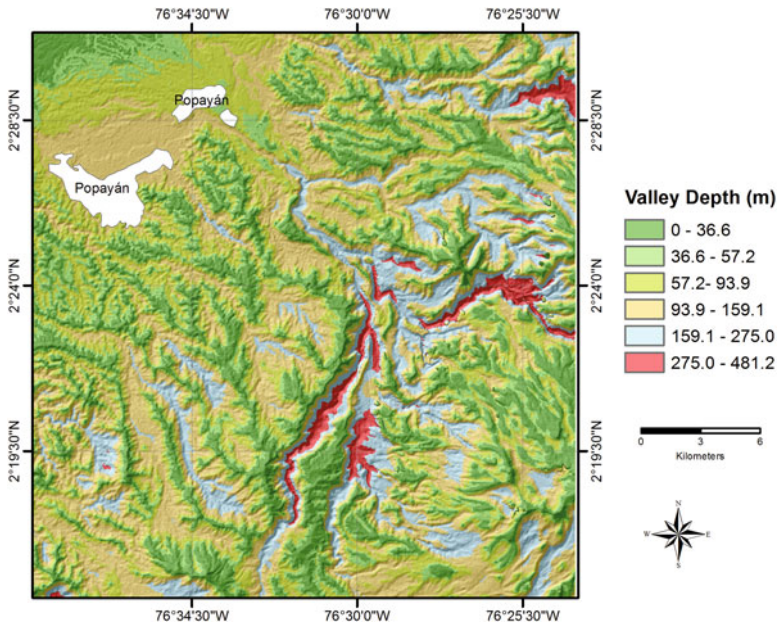 76°34'30"W 76°30'0"W 76°25'30"W
Popayán
Popayán
2°28'30"N
2°24'0"N
2°19'30"N
2°28'30"N
2°24'0"N
2°19'30"N
76°34'30"W 76°30'0"W 76°25'30"W
Valley Depth (m)
0 - 36.6
36.6 - 57.2
57.2- 93.9
93.9 - 159.1
159.1 - 275.0
275.0 - 481.2
0 3 6
Kilometers
N
W E
S